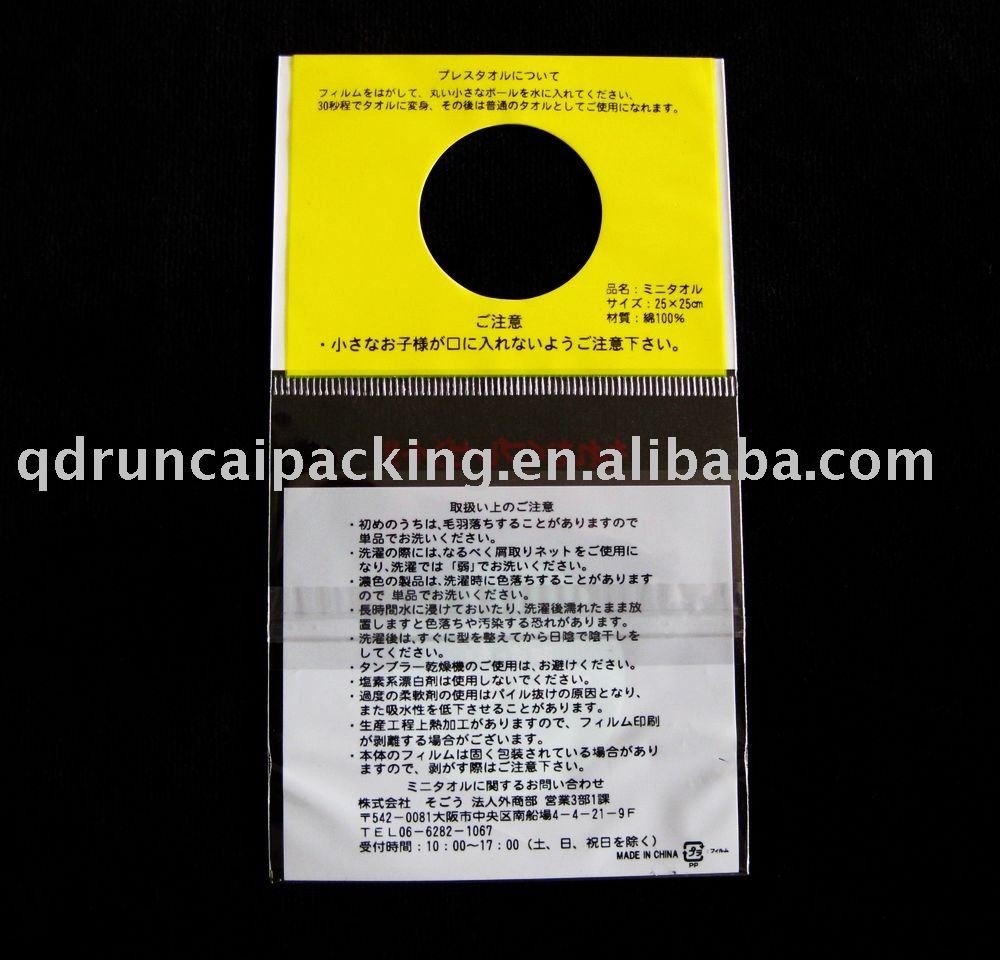 プレスタオルについて
フィルムをはがして、丸い小さなボールを水に入れてください、
30秒程でタオルに変身、その後は普通のタオルとしてご使用になれます。
品名：ミニタオル
サイズ：25×25cm
材質：綿100%
ご注意
・小さなお子様が口に入れないようご注意下さい。
qdruncaipacking.en.alibaba.com
取扱い上のご注意
・初めのうちは、毛羽落ちすることがありますので
単品でお洗いください。
・洗濯の際には、なるべく屑取りネットをご使用に
なり、洗濯では「弱」でお洗いください。
・濃色の製品は、洗濯時に色落ちすることがあります
ので 単品でお洗いください。
・長時間水に浸けておいたり、洗濯後濡れたまま放
置しますと色落ちや汚染する恐れがあります。
・洗濯後は、すぐに型を整えてから日陰で陰干しを
してください。
・タンブラー乾燥機のご使用は、お避けください。
・塩素系漂白剤は使用しないでください。
・過度の柔軟剤の使用はパイル抜けの原因となり、
また吸水性を低下させることがあります。
・生産工程上熱加工がありますので、フィルム印刷
が剥離する場合がございます。
・本体のフィルムは固く包装されている場合があり
ますので、剥がす際はご注意下さい。
ミニタオルに関するお問い合わせ
株式会社 そごう 法人外商部 営業3部1課
〒542-0081大阪市中央区南船場4-4-21-9F
TEL06-6282-1067
受付時間：10:00～17:00（土、日、祝日を除く）
MADE IN CHINA プラ ：フィルム
PP